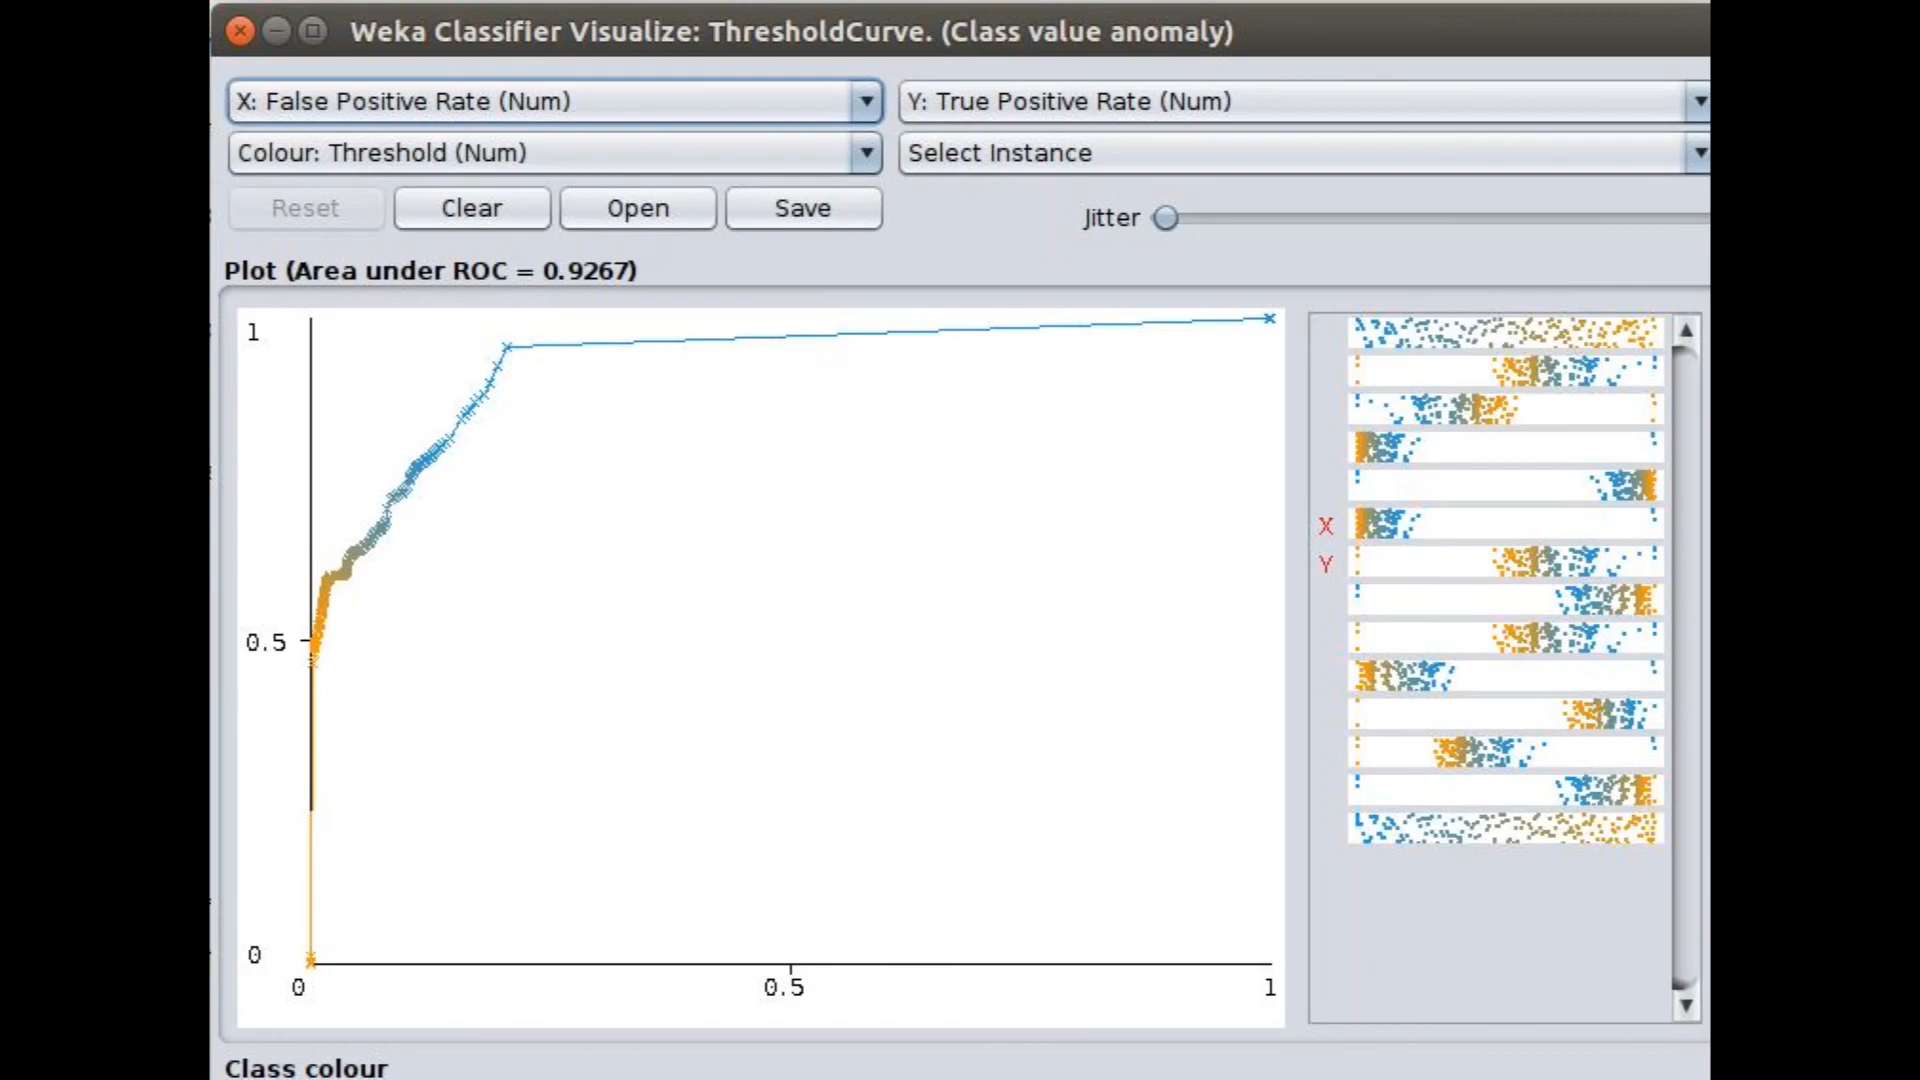 Weka Classifier Visualize: ThresholdCurve. (Class value anomaly)
X: False Positive Rate (Num)
Y: True Positive Rate (Num)
Colour: Threshold (Num)
Select Instance
Reset
Clear
Open
Save
Jitter
Plot (Area under ROC = 0.9267)
1
0.5
0
0
0.5
1
X
Y
Class colour